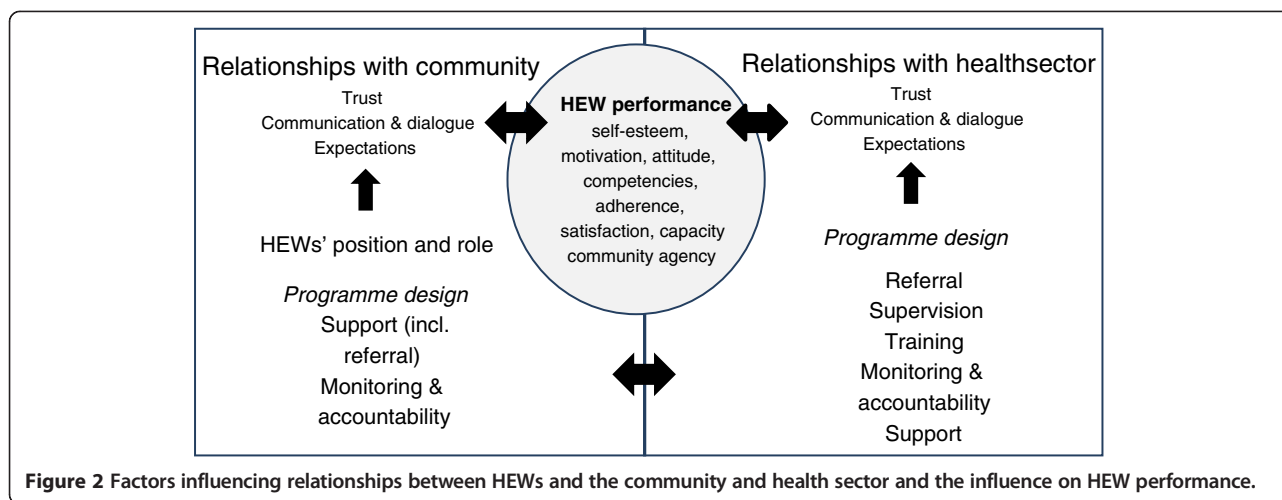 Relationships with community
Trust
Communication & dialogue
Expectations
HEWs' position and role
Programme design
Support (incl.
referral)
Monitoring &
accountability
HEW performance
self-esteem,
motivation, attitude,
competencies,
adherence,
satisfaction, capacity
community agency
Relationships with healthsector
Trust
Communication & dialogue
Expectations
Programme design
Referral
Supervision
Training
Monitoring &
accountability
Support
Figure 2 Factors influencing relationships between HEWs and the community and health sector and the influence on HEW performance.